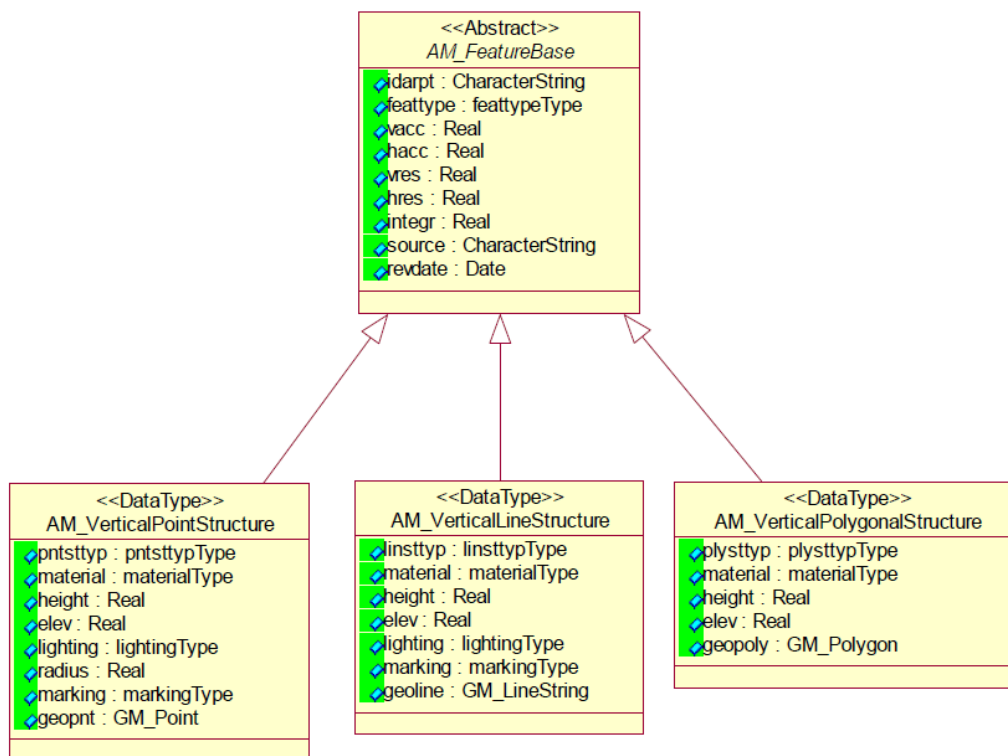 <<Abstract>>
AM_FeatureBase
idarpt : CharacterString
feattype : feattypeType
vacc : Real
hacc : Real
vres : Real
hres : Real
integr : Real
source : CharacterString
revdate : Date
<<DataType>>
AM_VerticalPointStructure
pntsttyp : pntsttypType
material : materialType
height : Real
elev : Real
lighting : lightingType
radius : Real
marking : markingType
geopnt : GM_Point
<<DataType>>
AM_VerticalLineStructure
linsttyp : linsttypType
material : materialType
height : Real
elev : Real
lighting : lightingType
marking : markingType
geoline : GM_LineString
<<DataType>>
AM_VerticalPolygonalStructure
plysttyp : plysttypType
material : materialType
height : Real
elev : Real
geopoly : GM_Polygon